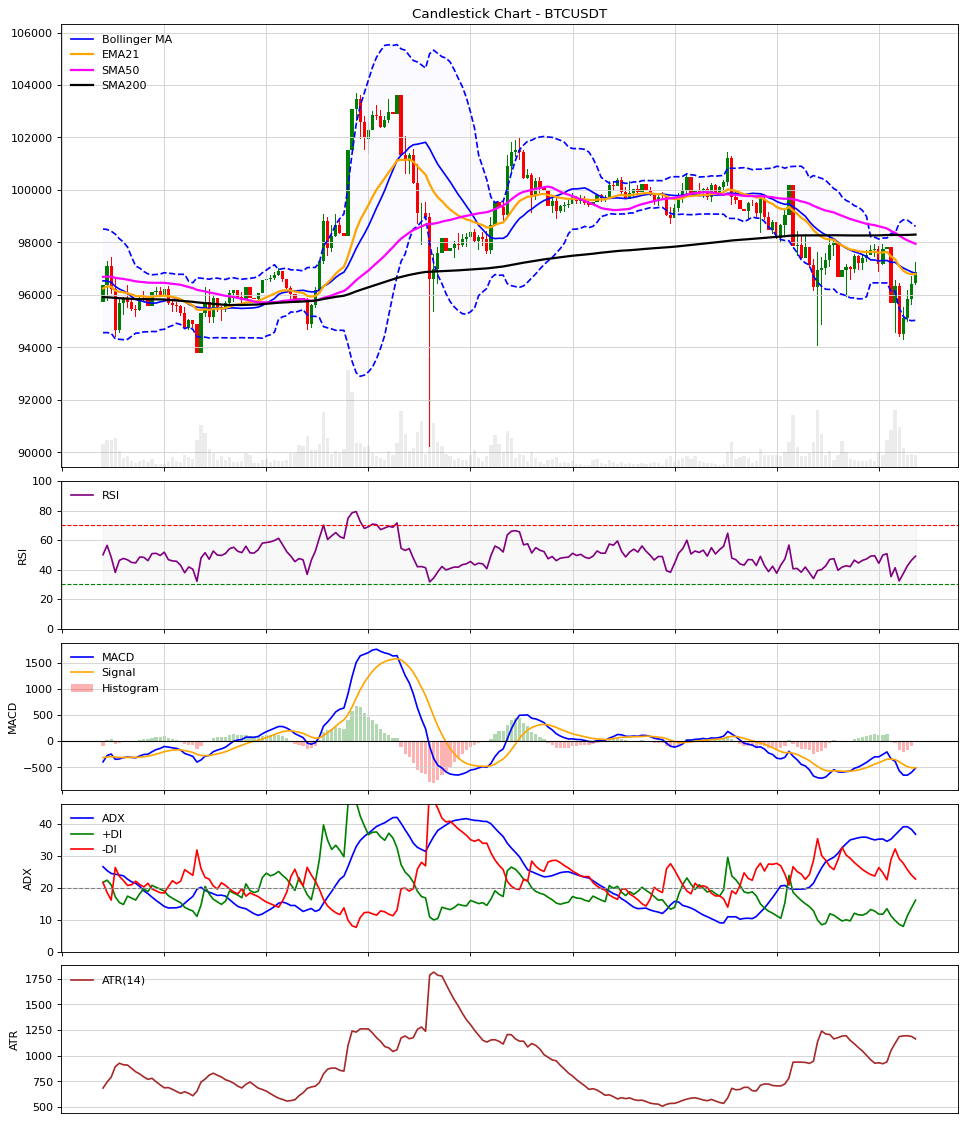 Candlestick Chart - BTCUSDT
106000
104000
102000
100000
98000
96000
94000
92000
90000
Bollinger MA
EMA21
SMA50
SMA200
100
80
60
40
20
0
RSI
RSI
1500
1000
500
0
−500
MACD
MACD
Signal
Histogram
40
30
20
10
0
ADX
ADX
+DI
-DI
1750
1500
1250
1000
750
500
ATR
ATR(14)